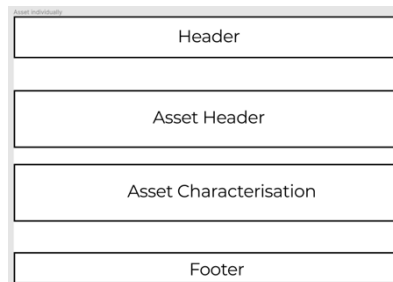 Asset Individually
Header
Asset Header
Asset Characterisation
Footer